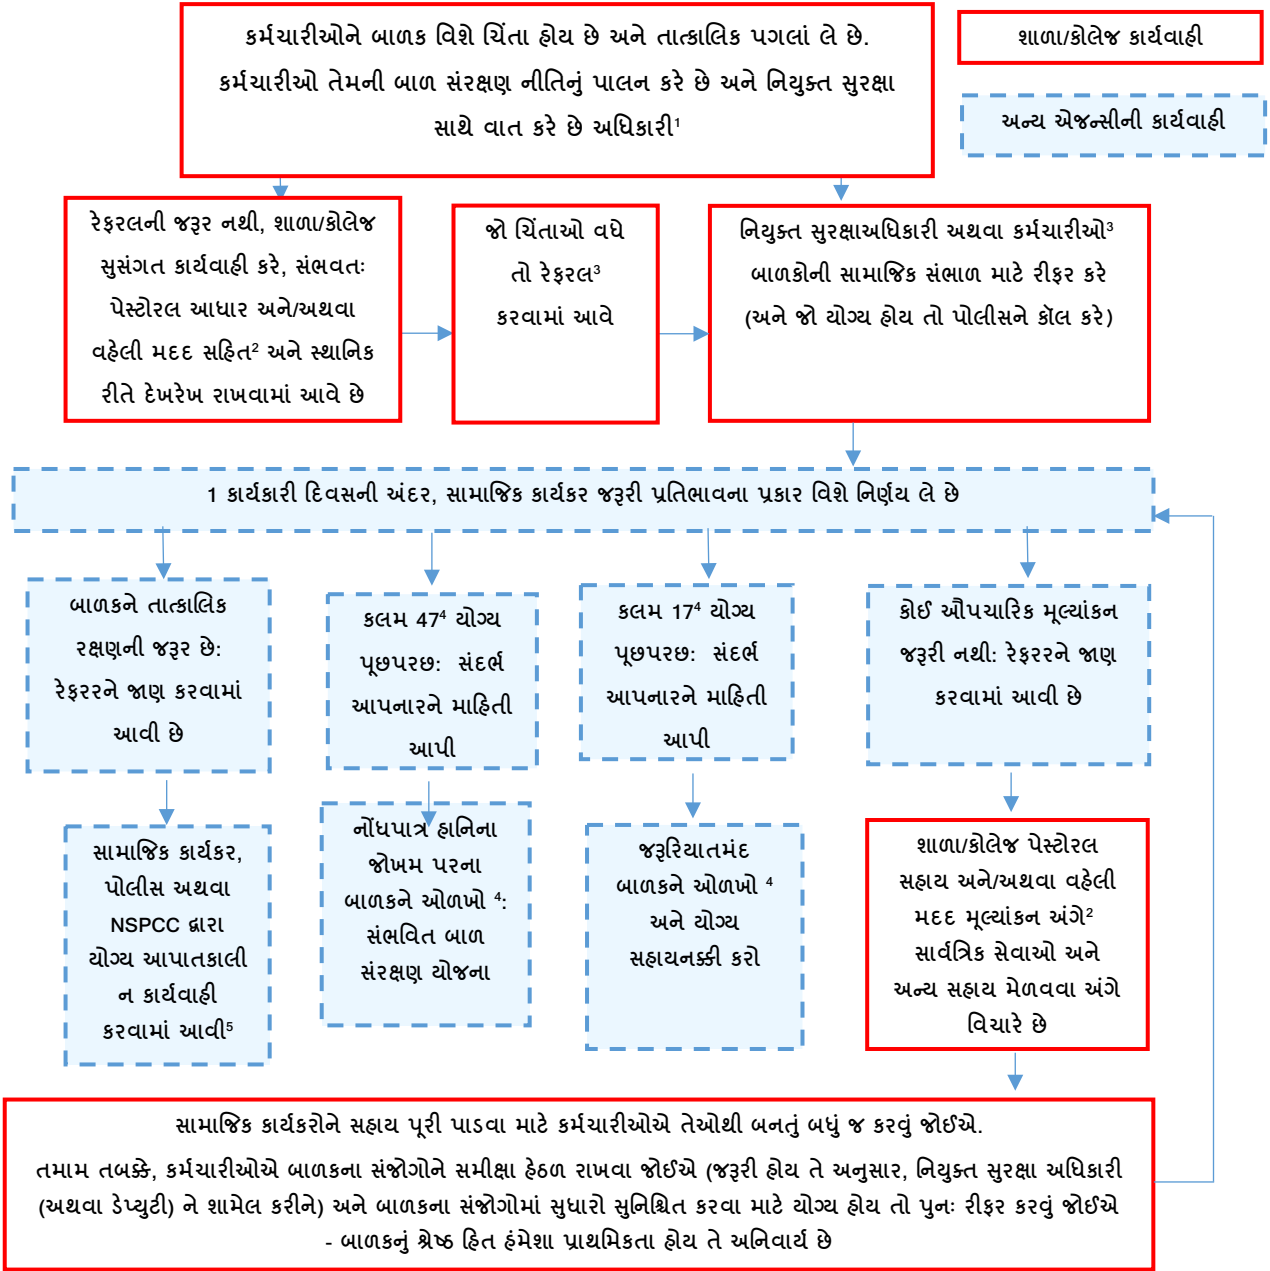 કર્મચારીઓને બાળક વિશે ચિંતા હોય છે અને તાત્કાલિક પગલાં લે છે.
કર્મચારીઓ તેમની બાળ સંરક્ષણ નીતિનું પાલન કરે છે અને નિયુક્ત સુરક્ષા
સાથે વાત કરે છે અધિકારી¹
શાળા/કોલેજ કાર્યવાહી
અન્ય એજન્સીની કાર્યવાહી
રેફરલની જરૂર નથી, શાળા/કોલેજ
સુસંગત કાર્યવાહી કરે, સંભવતઃ
પેસ્ટોરલ આધાર અને/અથવા
વહેલી મદદ સહિત² અને સ્થાનિક
રીતે દેખરેખ રાખવામાં આવે છે
જો ચિંતાઓ વધે
તો રેફરલ³
કરવામાં આવે
નિયુક્ત સુરક્ષાઅધિકારી અથવા કર્મચારીઓ³
બાળકોની સામાજિક સંભાળ માટે રીફર કરે
(અને જો યોગ્ય હોય તો પોલીસને કૉલ કરે)
1 કાર્યકારી દિવસની અંદર, સામાજિક કાર્યકર જરૂરી પ્રતિભાવના પ્રકાર વિશે નિર્ણય લે છે
બાળકને તાત્કાલિક
રક્ષણની જરૂર છે:
રેફરરને જાણ કરવામાં
આવી છે
કલમ 47⁴ યોગ્ય
પૂછપરછ: સંદર્ભ
આપનારને માહિતી
આપી
કલમ 17⁴ યોગ્ય
પૂછપરછ: સંદર્ભ
આપનારને માહિતી
આપી
કોઈ ઔપચારિક મૂલ્યાંકન
જરૂરી નથી: રેફરરને જાણ
કરવામાં આવી છે
સામાજિક કાર્યકર,
પોલીસ અથવા
NSPCC દ્વારા
યોગ્ય આપાતકાલી
ન કાર્યવાહી
કરવામાં આવી⁵
નોંધપાત્ર હાનિના
જોખમ પરના
બાળકને ઓળખો ⁴:
સંભવિત બાળ
સંરક્ષણ યોજના
જરૂરિયાતમંદ
બાળકને ઓળખો ⁴
અને યોગ્ય
સહાયનક્કી કરો
શાળા/કોલેજ પેસ્ટોરલ
સહાય અને/અથવા વહેલી
મદદ મૂલ્યાંકન અંગે²
સાર્વત્રિક સેવાઓ અને
અન્ય સહાય મેળવવા અંગે
વિચારે છે
સામાજિક કાર્યકરોને સહાય પૂરી પાડવા માટે કર્મચારીઓએ તેઓથી બનતું બધું જ કરવું જોઈએ.
તમામ તબક્કે, કર્મચારીઓએ બાળકના સંજોગોને સમીક્ષા હેઠળ રાખવા જોઈએ (જરૂરી હોય તે અનુસાર, નિયુક્ત સુરક્ષા અધિકારી
(અથવા ડેપ્યુટી) ને શામેલ કરીને) અને બાળકના સંજોગોમાં સુધારો સુનિશ્ચિત કરવા માટે યોગ્ય હોય તો પુનઃ રીફર કરવું જોઈએ
- બાળકનું શ્રેષ્ઠ હિત હંમેશા પ્રાથમિકતા હોય તે અનિવાર્ય છે